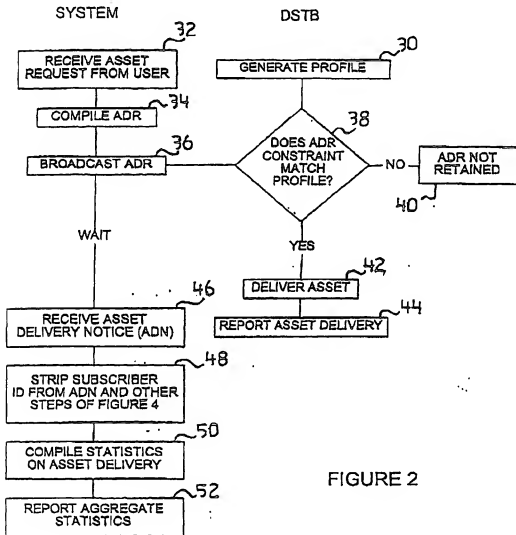 SYSTEM
DSTB
32
RECEIVE ASSET
REQUEST FROM USER
34
COMPILE ADR
36
BROADCAST ADR
WAIT
46
RECEIVE ASSET
DELIVERY NOTICE (ADN)
48
STRIP SUBSCRIBER
ID FROM ADN AND OTHER
STEPS OF FIGURE 4
50
COMPILE STATISTICS
ON ASSET DELIVERY
52
REPORT AGGREGATE
STATISTICS
30
GENERATE PROFILE
38
DOES ADR
CONSTRAINT
MATCH
PROFILE?
NO
ADR NOT
RETAINED
40
YES
42
DELIVER ASSET
44
REPORT ASSET DELIVERY
FIGURE 2